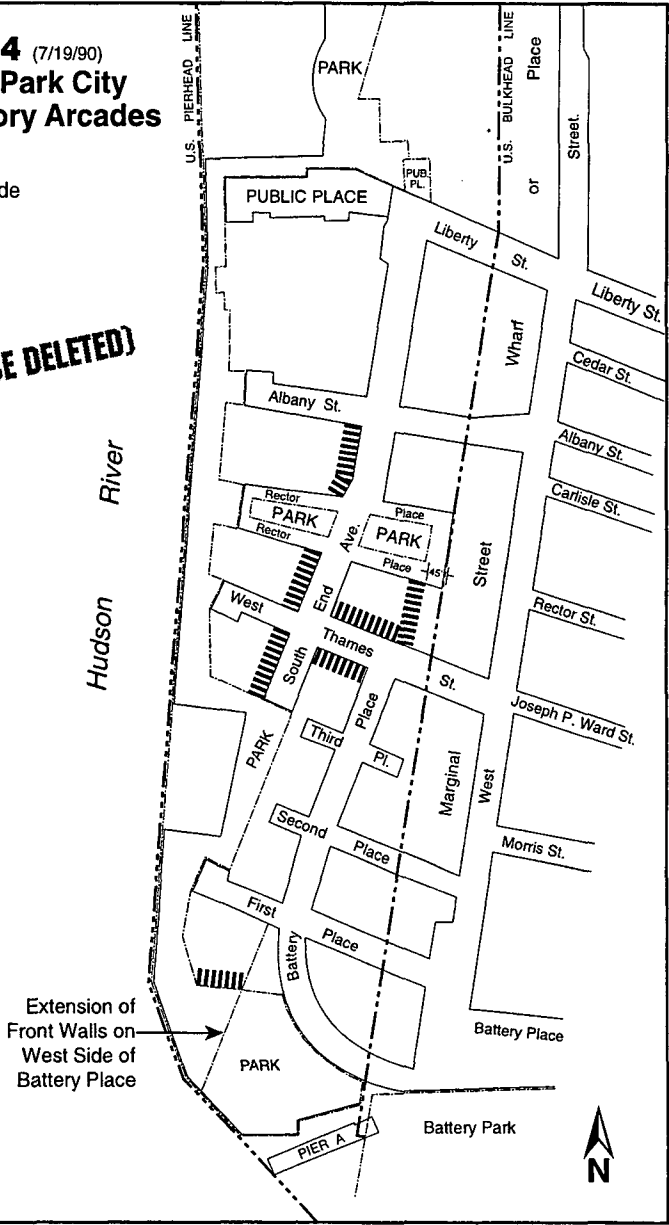 4 (7/19/90)
Park City
ory Arcades
de
E DELETED)
U.S. PIERHEAD LINE
PARK
U.S. BULKHEAD LINE
or Place
Street.
PUB.
PL.
PUBLIC PLACE
Liberty St.
Liberty St.
Wharf
Cedar St.
Albany St.
Albany St.
Carlisle St.
Hudson River
Rector Place
PARK
PARK
Rector Place
45'
Street
Rector St.
South End Ave.
West Thames St.
Joseph P. Ward St.
Third Pl.
PARK
Marginal
West
Second Place
Morris St.
First Place
Battery Place
Battery Place
Extension of
Front Walls on
West Side of
Battery Place
PARK
Battery Park
PIER A
N